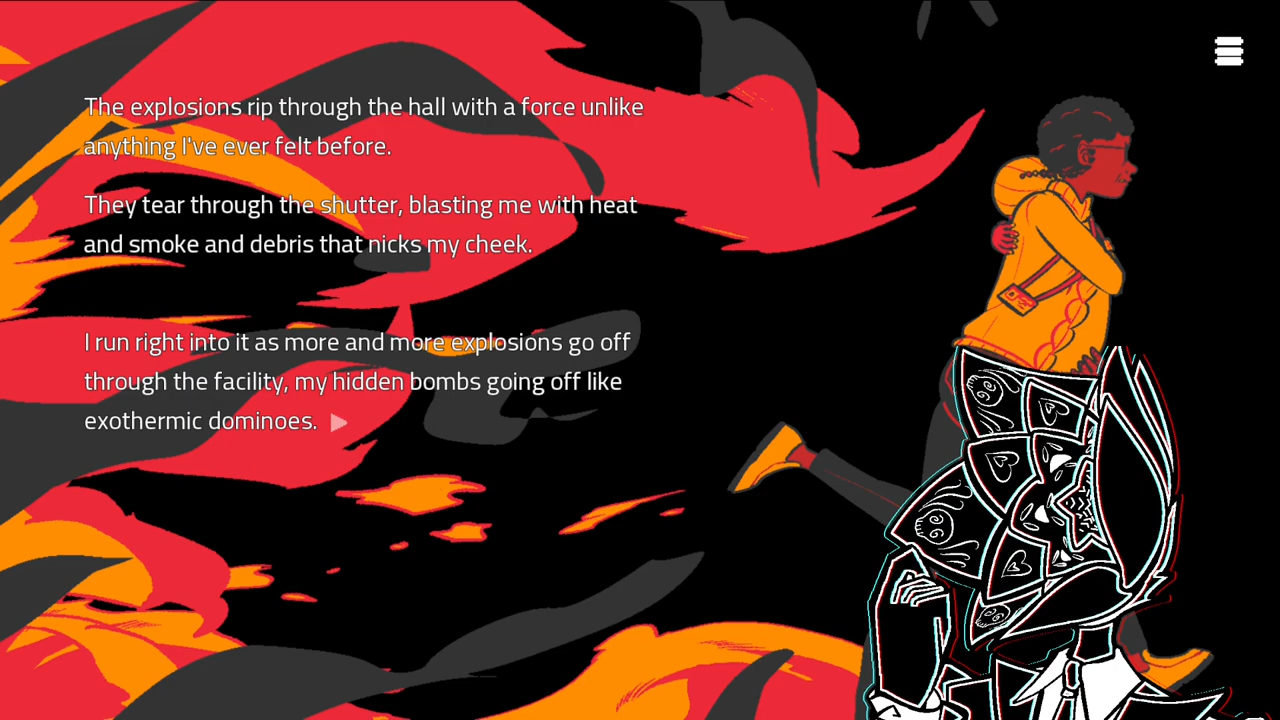 The explosions rip through the hall with a force unlike
anything I've ever felt before.
They tear through the shutter, blasting me with heat
and smoke and debris that nicks my cheek.
I run right into it as more and more explosions go off
through the facility, my hidden bombs going off like
exothermic dominoes.